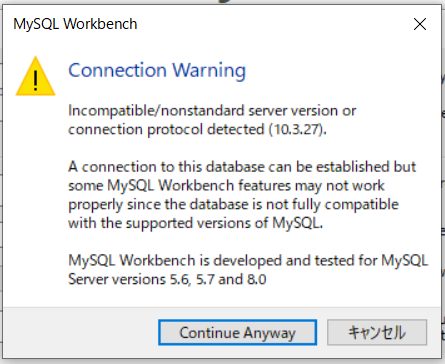 MySQL Workbench
Connection Warning
Incompatible/nonstandard server version or
connection protocol detected (10.3.27).
A connection to this database can be established but
some MySQL Workbench features may not work
properly since the database is not fully compatible
with the supported versions of MySQL.
MySQL Workbench is developed and tested for MySQL
Server versions 5.6, 5.7 and 8.0
Continue Anyway
キャンセル